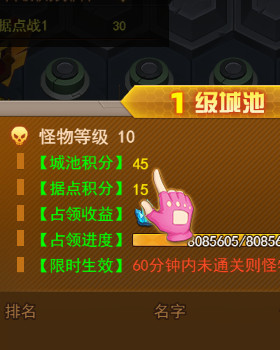 据点战1 30
1 级城池
怪物等级 10
【城池积分】45
【据点积分】15
【占领收益】
【占领进度】 8085605/80856
【限时生效】60分钟内未通关则怪
排名 名字